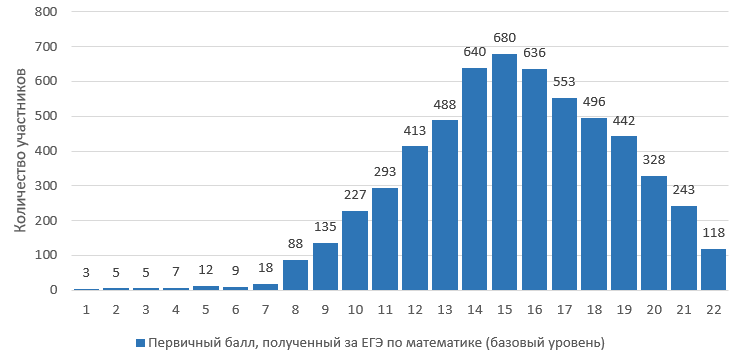 800
700
600
500
400
300
200
100
0
Количество участников
3 5 5 7 12 9 18 88 135 227 293 413 488 640 680 636 553 496 442 328 243 118
1 2 3 4 5 6 7 8 9 10 11 12 13 14 15 16 17 18 19 20 21 22
Первичный балл, полученный за ЕГЭ по математике (базовый уровень)